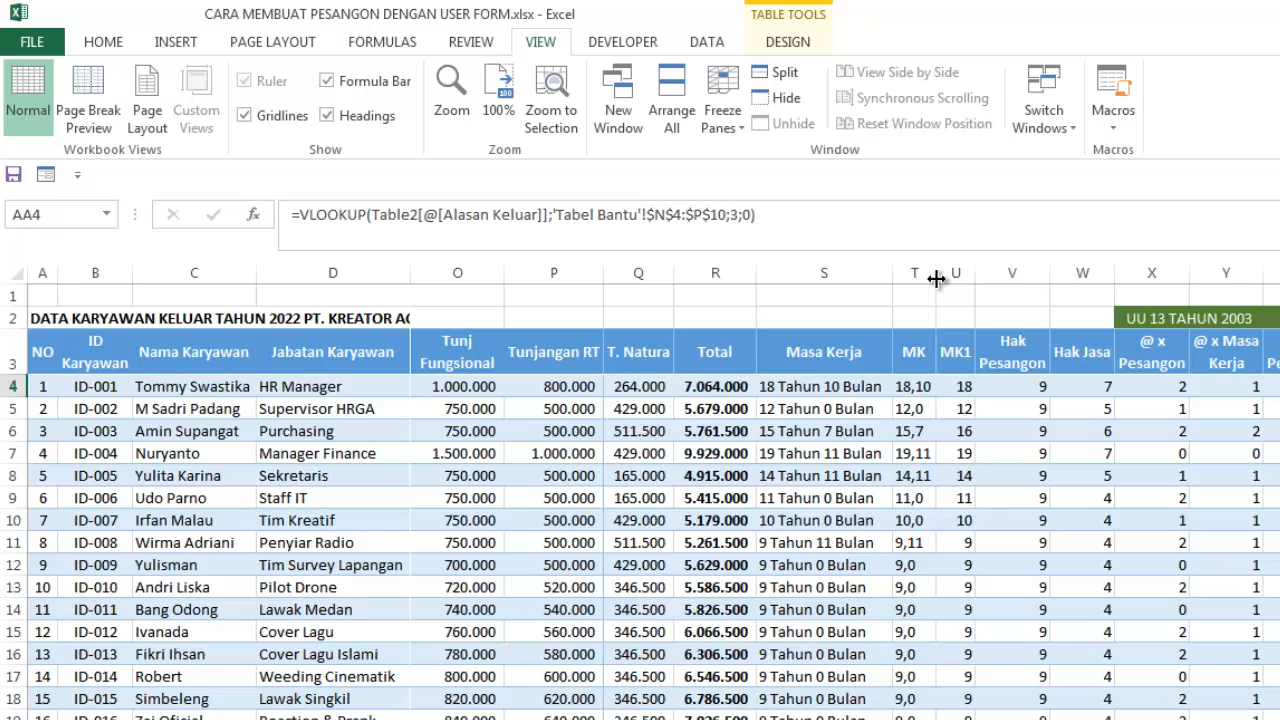 CARA MEMBUAT PESANGON DENGAN USER FORM.xlsx - Excel
TABLE TOOLS
FILE HOME INSERT PAGE LAYOUT FORMULAS REVIEW VIEW DEVELOPER DATA DESIGN
Normal
Page Break Preview
Page Layout
Custom Views
Workbook Views
Ruler
Formula Bar
Gridlines
Headings
Show
Zoom
100%
Zoom to Selection
Zoom
New Window
Arrange All
Freeze Panes
Split
Hide
Unhide
View Side by Side
Synchronous Scrolling
Reset Window Position
Window
Switch Windows
Macros
Macros
AA4
fx
=VLOOKUP(Table2[@[Alasan Keluar]];'Tabel Bantu'!$N$4:$P$10;3;0)
A B C D O P Q R S T U V W X Y
1
2 DATA KARYAWAN KELUAR TAHUN 2022 PT. KREATOR UU 13 TAHUN 2003
3 NO ID Karyawan Nama Karyawan Jabatan Karyawan Tunj Fungsional Tunjangan RT T. Natura Total Masa Kerja MK MK1 Hak Pesangon Hak Jasa @ x Pesangon @ x Masa Kerja
4 1 ID-001 Tommy Swastika HR Manager 1.000.000 800.000 264.000 7.064.000 18 Tahun 10 Bulan 18,10 18 9 7 2 1
5 2 ID-002 M Sadri Padang Supervisor HRGA 750.000 500.000 429.000 5.679.000 12 Tahun 0 Bulan 12,0 12 9 5 1 1
6 3 ID-003 Amin Supangat Purchasing 750.000 500.000 511.500 5.761.500 15 Tahun 7 Bulan 15,7 16 9 6 2 2
7 4 ID-004 Nuryanto Manager Finance 1.500.000 1.000.000 429.000 9.929.000 19 Tahun 11 Bulan 19,11 19 9 7 0 0
8 5 ID-005 Yulita Karina Sekretaris 750.000 500.000 165.000 4.915.000 14 Tahun 11 Bulan 14,11 14 9 5 1 1
9 6 ID-006 Udo Parno Staff IT 750.000 500.000 165.000 5.415.000 11 Tahun 0 Bulan 11,0 11 9 4 2 1
10 7 ID-007 Irfan Malau Tim Kreatif 750.000 500.000 429.000 5.179.000 10 Tahun 0 Bulan 10,0 10 9 4 1 1
11 8 ID-008 Wirma Adriani Penyiar Radio 750.000 500.000 511.500 5.261.500 9 Tahun 11 Bulan 9,11 9 9 4 2 1
12 9 ID-009 Yulisman Tim Survey Lapangan 700.000 500.000 429.000 5.629.000 9 Tahun 0 Bulan 9,0 9 9 4 0 1
13 10 ID-010 Andri Liska Pilot Drone 720.000 520.000 346.500 5.586.500 9 Tahun 0 Bulan 9,0 9 9 4 2 1
14 11 ID-011 Bang Odong Lawak Medan 740.000 540.000 346.500 5.826.500 9 Tahun 0 Bulan 9,0 9 9 4 0 1
15 12 ID-012 Ivanada Cover Lagu 760.000 560.000 346.500 6.066.500 9 Tahun 0 Bulan 9,0 9 9 4 2 1
16 13 ID-013 Fikri Ihsan Cover Lagu Islami 780.000 580.000 346.500 6.306.500 9 Tahun 0 Bulan 9,0 9 9 4 2 1
17 14 ID-014 Robert Weeding Cinematik 800.000 600.000 346.500 6.546.500 9 Tahun 0 Bulan 9,0 9 9 4 0 1
18 15 ID-015 Simbeleng Lawak Singkil 820.000 620.000 346.500 6.786.500 9 Tahun 0 Bulan 9,0 9 9 4 2 1